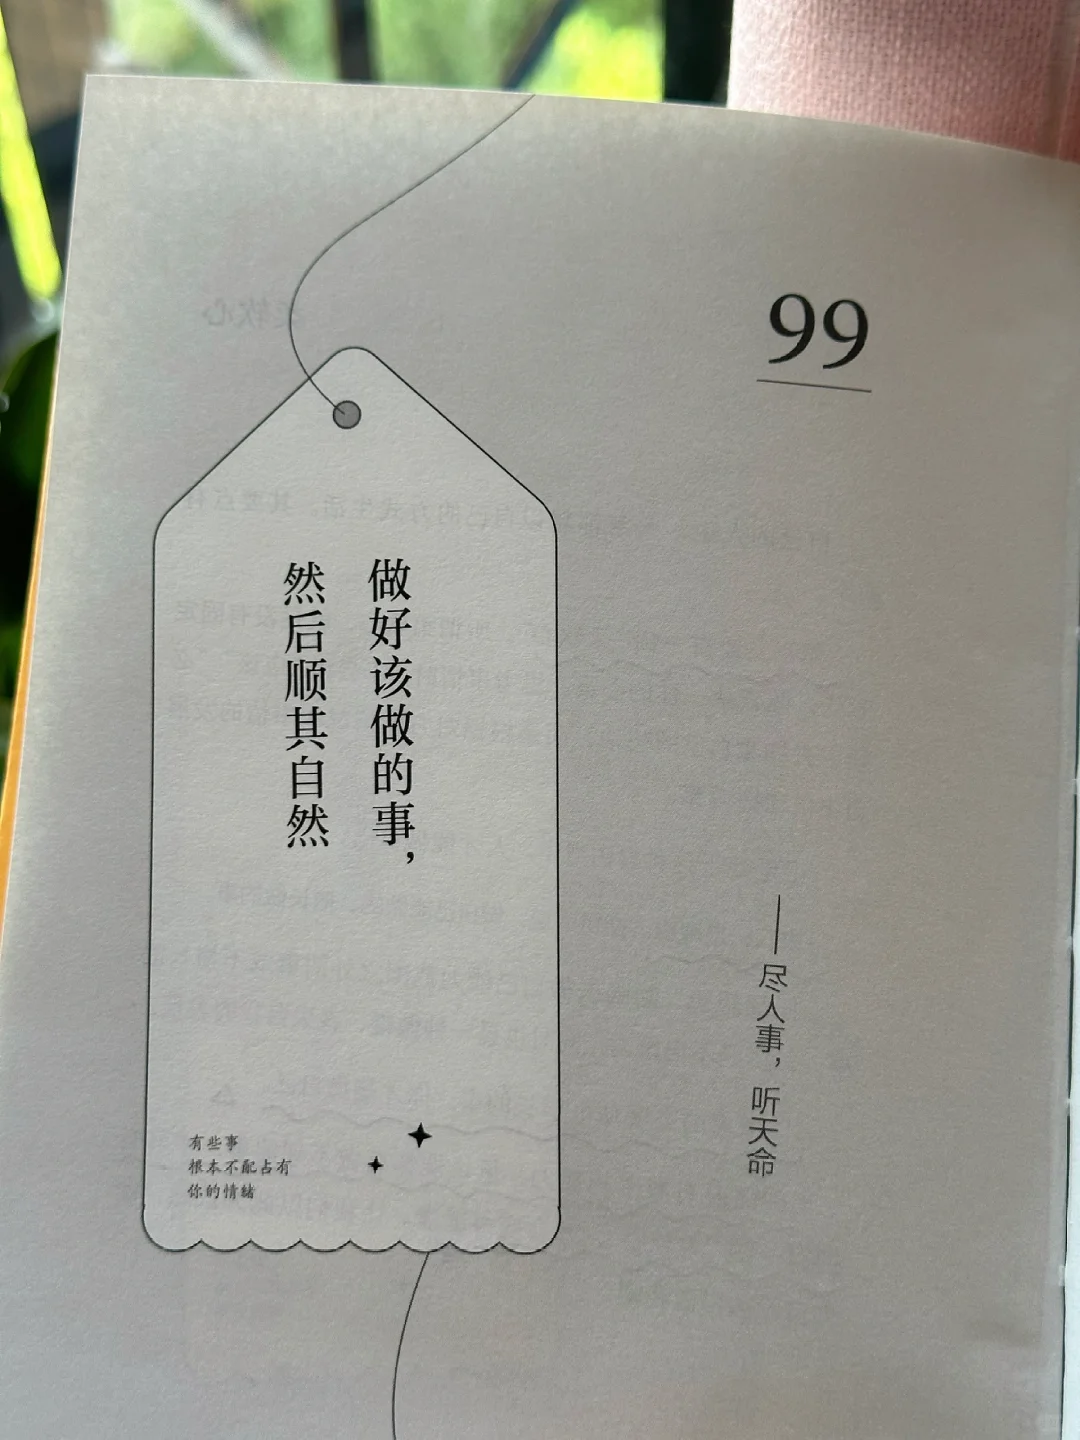 99
做好该做的事，
然后顺其自然
——尽人事，听天命
有些事
根本不配占有
你的情绪